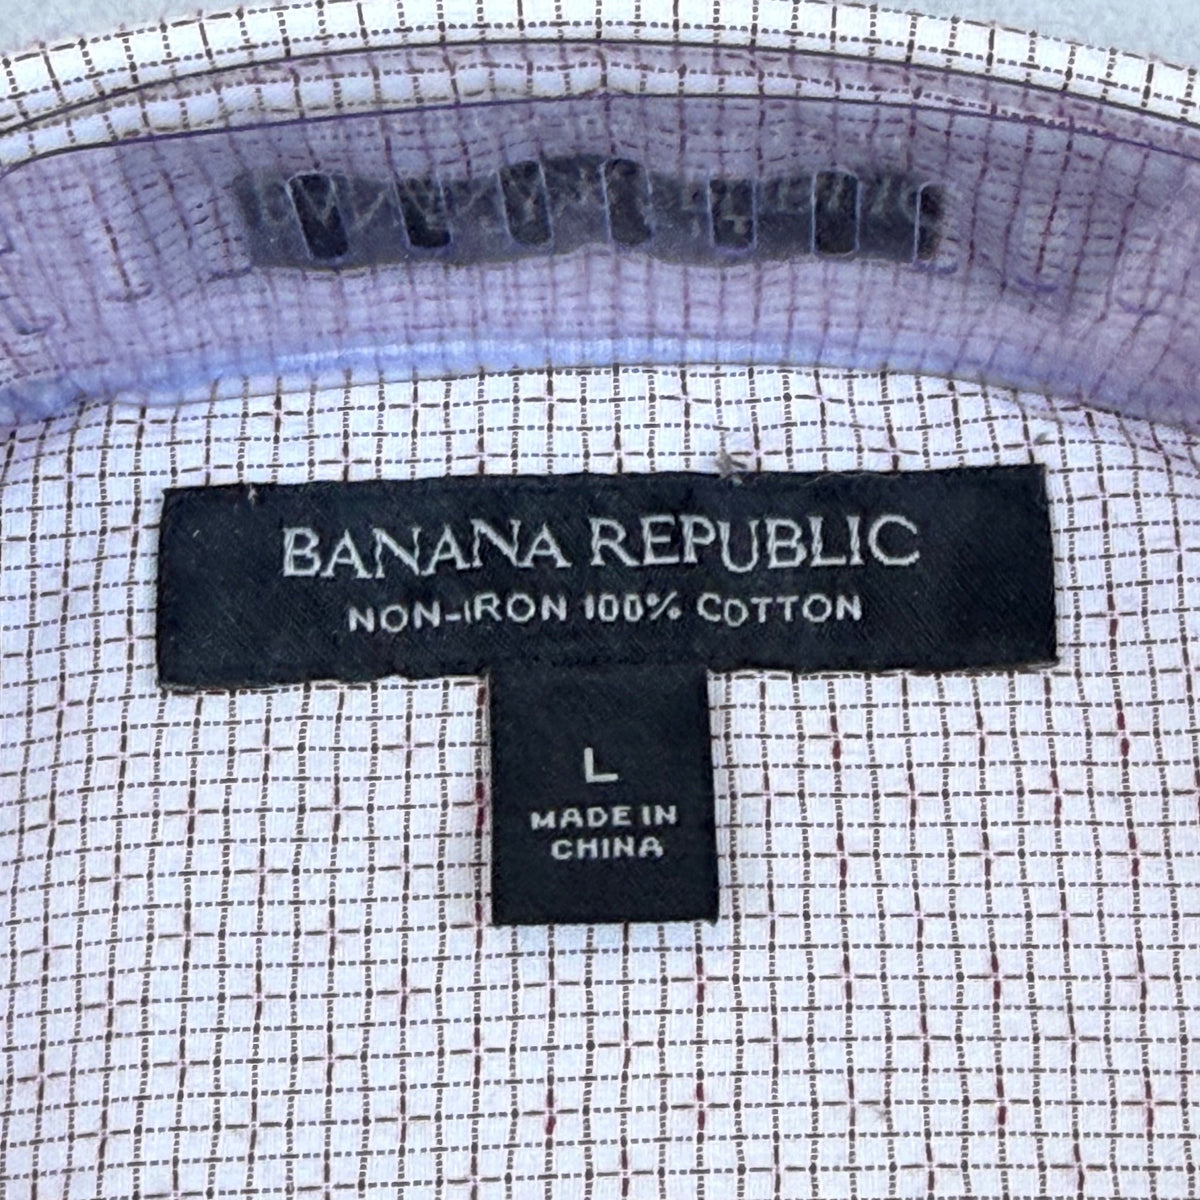 BANANA REPUBLIC
NON-IRON 100% COTTON
L
MADE IN
CHINA